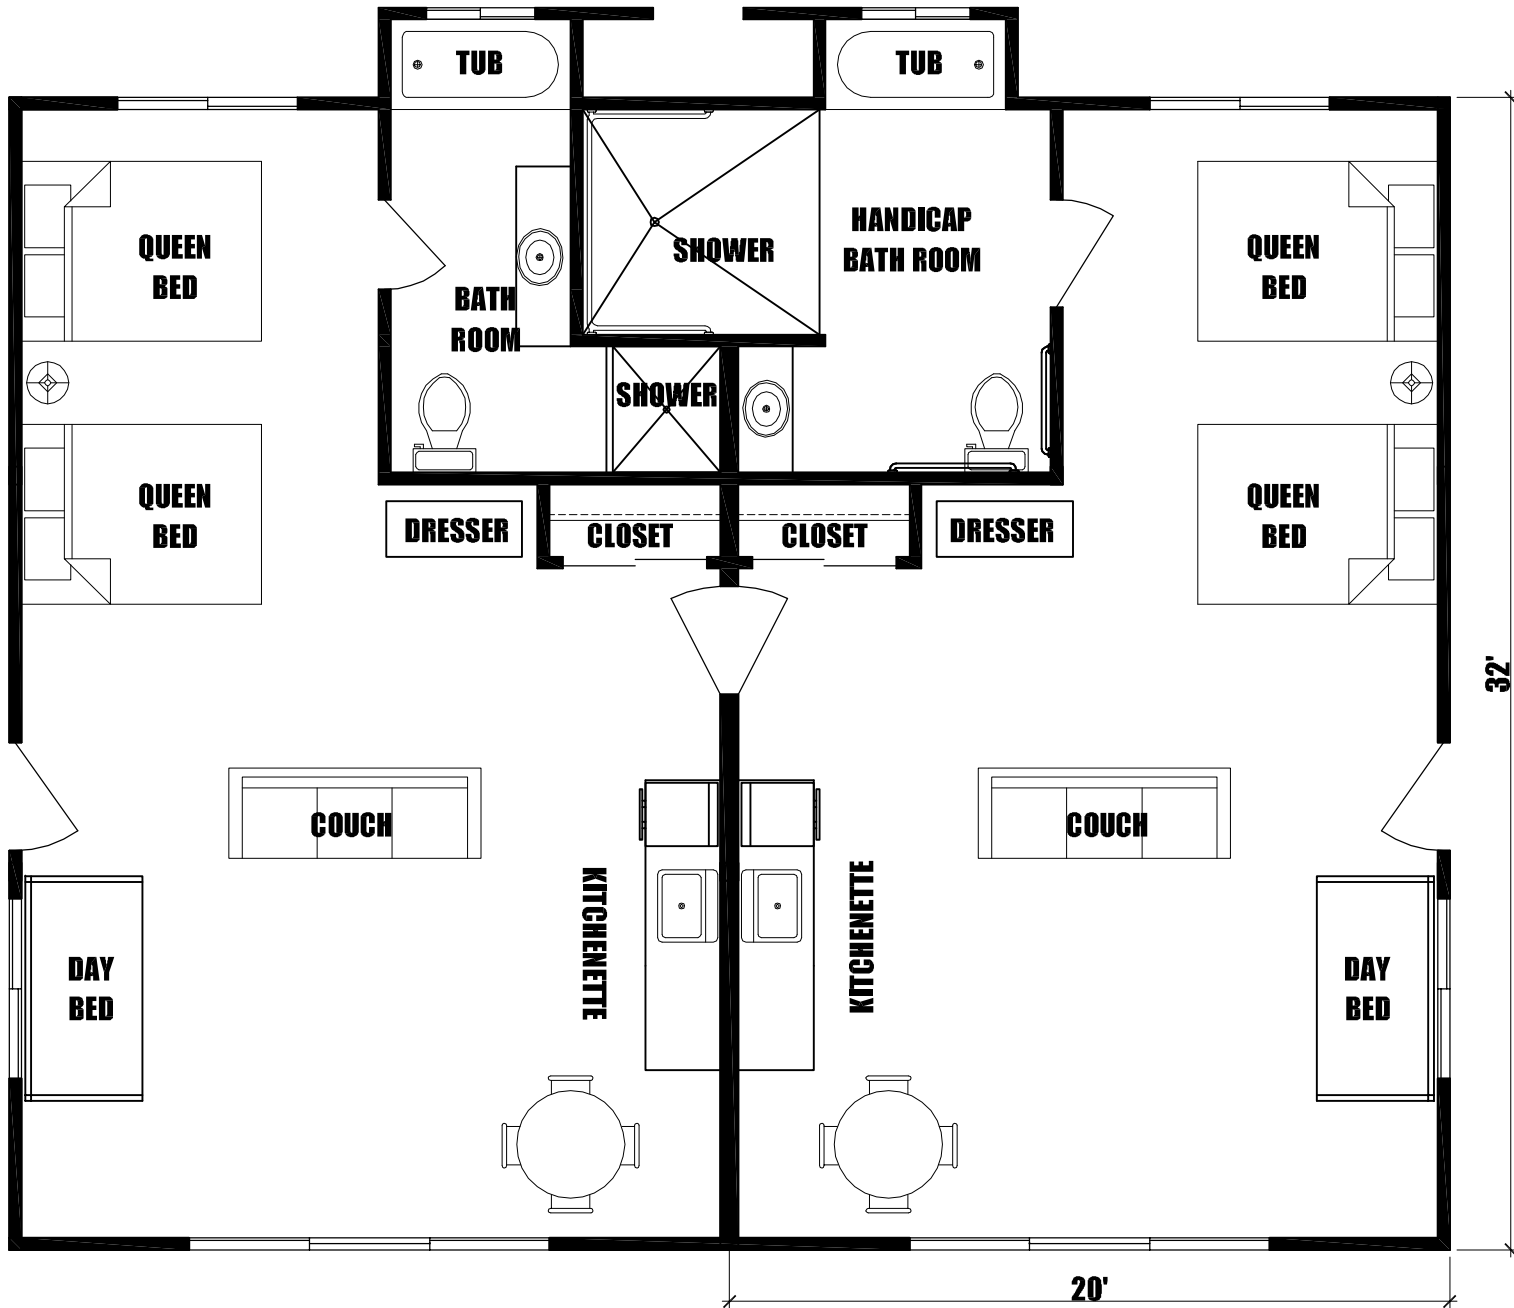 TUB
TUB
QUEEN
BED
BATH
ROOM
SHOWER
HANDICAP
BATH ROOM
QUEEN
BED
SHOWER
QUEEN
BED
DRESSER
CLOSET
CLOSET
DRESSER
QUEEN
BED
32'
COUCH
COUCH
KITCHENETTE
KITCHENETTE
DAY
BED
DAY
BED
20'